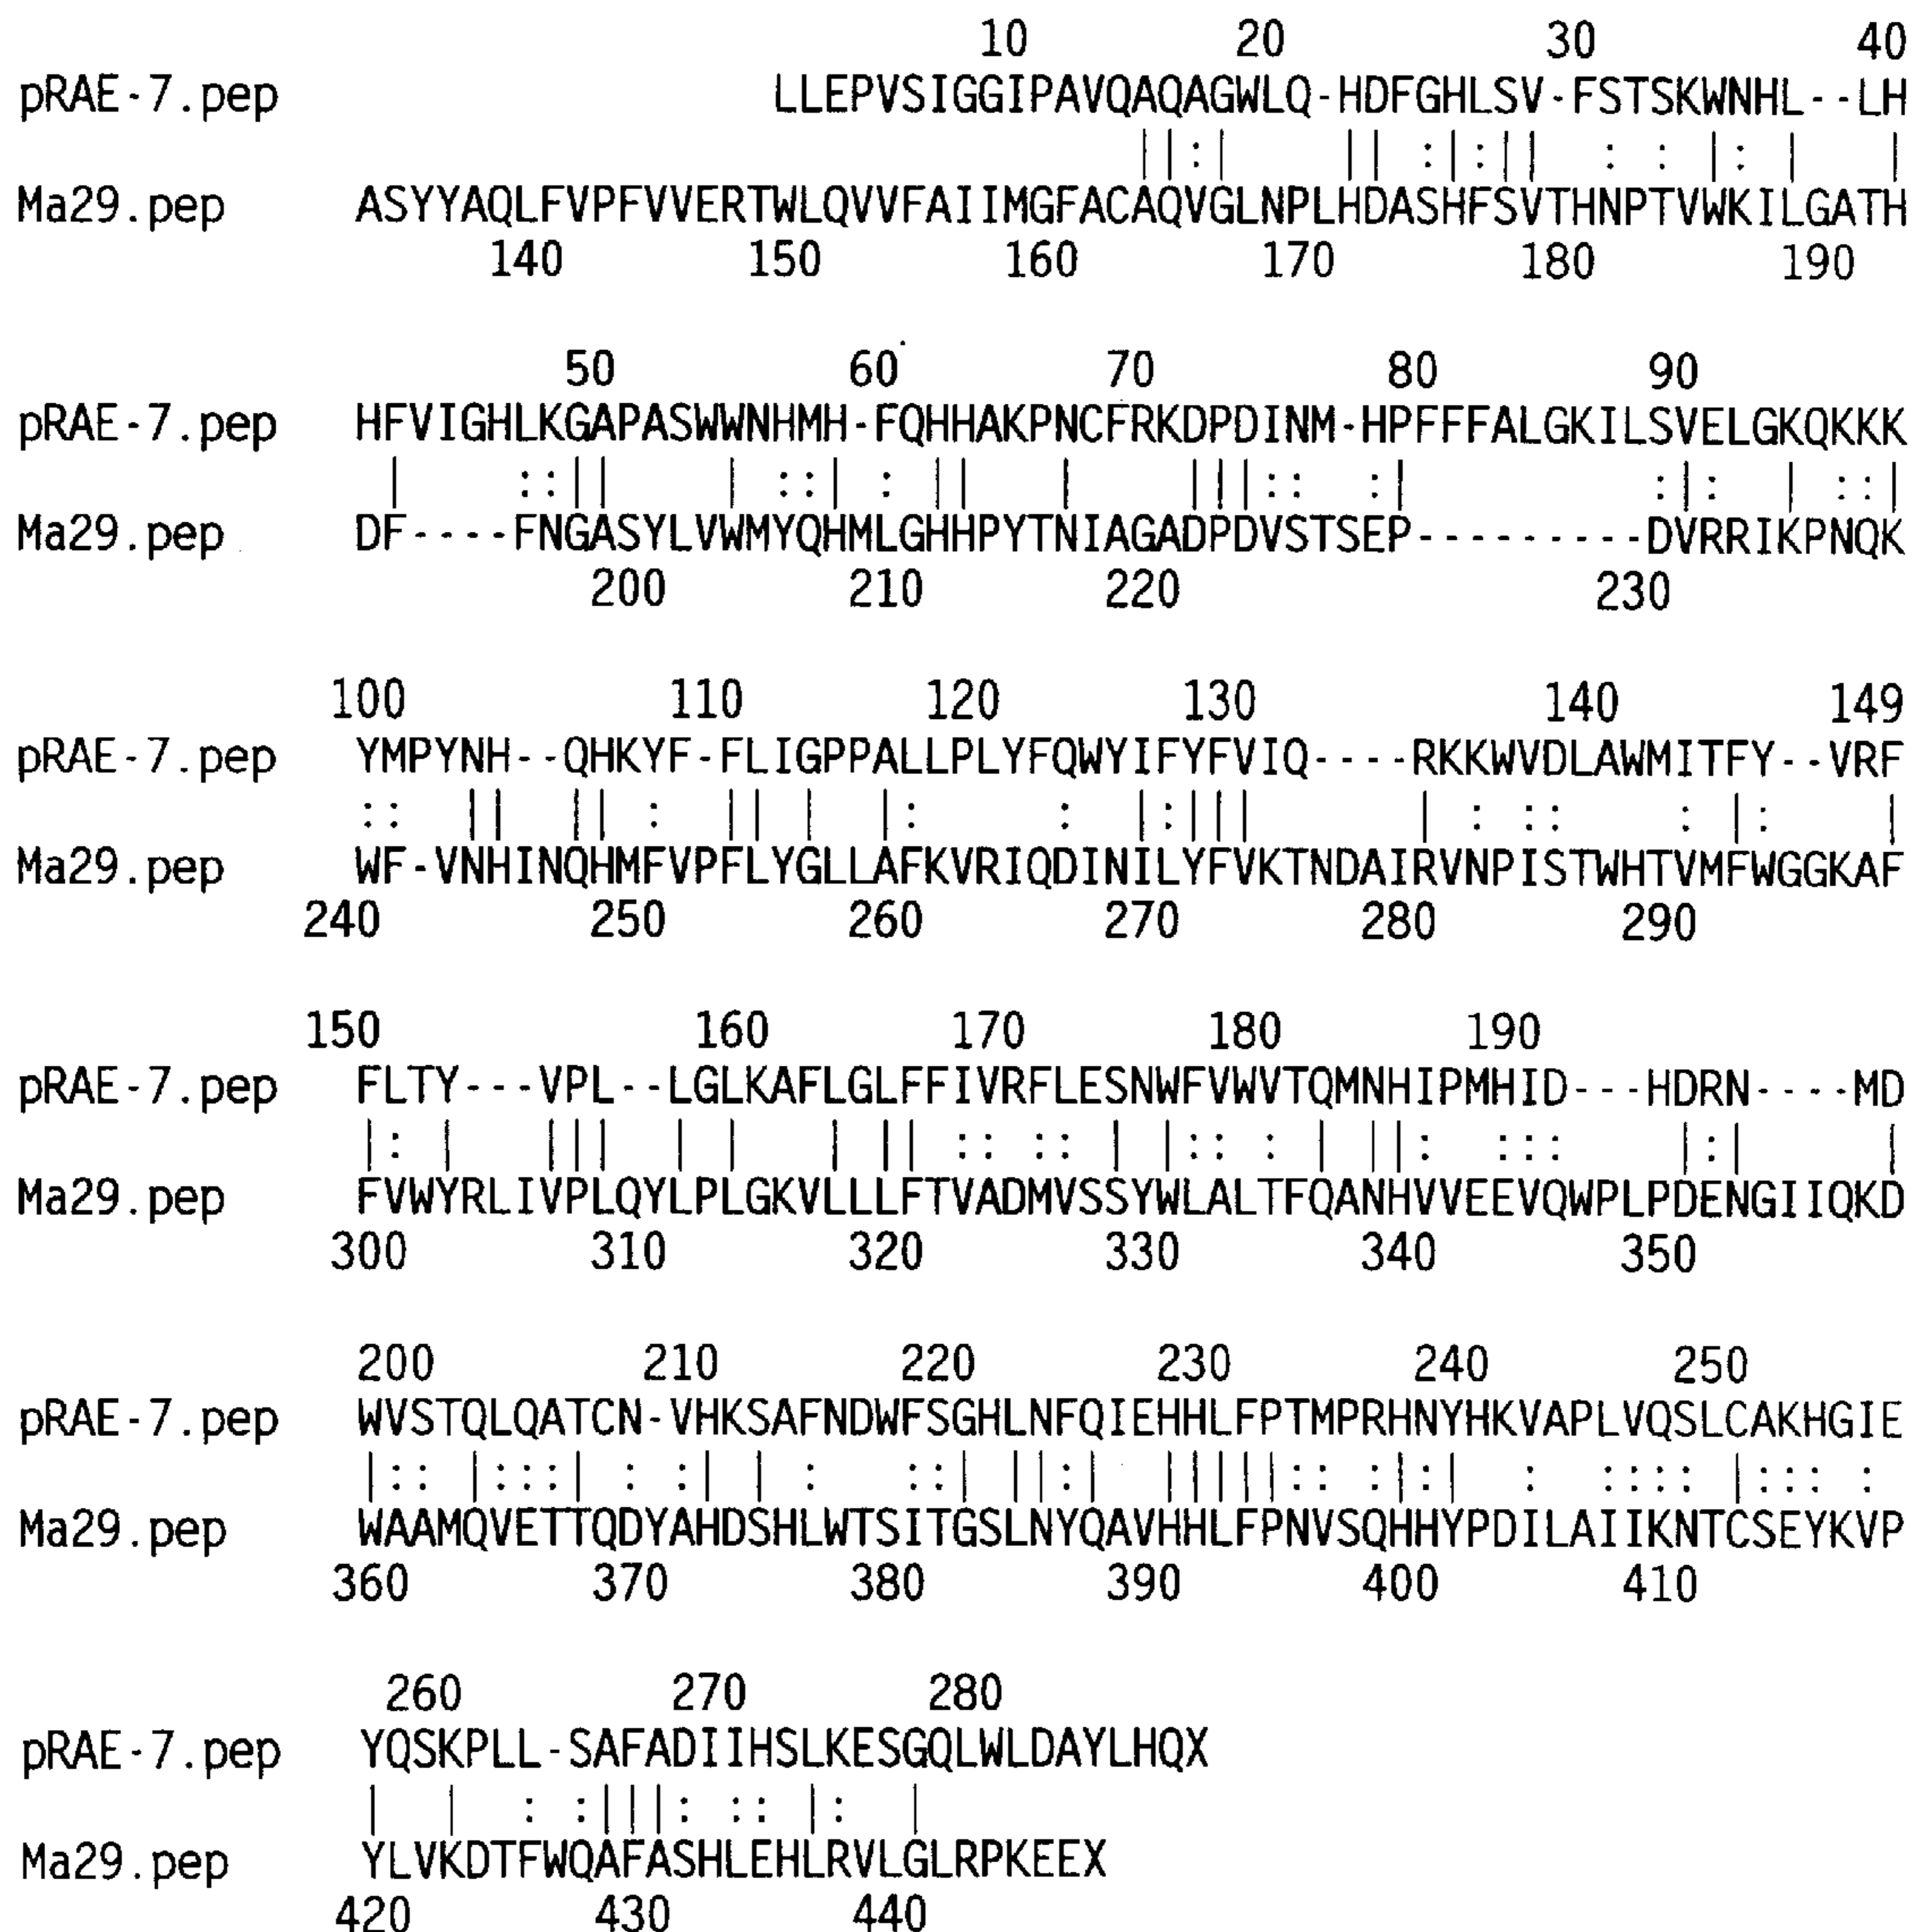 10 20 30 40
pRAE-7.pep LLEPVSIGGIPAVQAQAGWLQ-HDFGHLSV-FSTSKWNHL--LH
||:| || :|:|| : : |: | |
Ma29.pep ASYYAQLFVPFVVERTWLQVVFAIIMGFACAQVGLNPLHDASHFSVTHNPTVWKILGATH
140 150 160 170 180 190
50 60 70 80 90
pRAE-7.pep HFVIGHLKGAPASWWNHMH-FQHHAKPNCFRKDPDINM-HPFFFALGKILSVELGKQKKK
| ::|| | ::| : || | |||:: :| :|: | ::|
Ma29.pep DF----FNGASYLVWMYQHMLGHHPYTNIAGADPDVSTSEP---------DVRRIKPNQK
200 210 220 230
100 110 120 130 140 149
pRAE-7.pep YMPYNH--QHKYF-FLIGPPALLPLYFQWYIFYFVIQ----RKKWVDLAWMITFY--VRF
:: || || : || | |: : |:||| | : :: : |: |
Ma29.pep WF-VNHINQHMFVPFLYGLLAFKVRIQDINILYFVKTNDAIRVNPISTWHTVMFWGGKAF
240 250 260 270 280 290
150 160 170 180 190
pRAE-7.pep FLTY---VPL--LGLKAFLGLFFIVRFLESNWFVWVTQMNHIPMHID---HDRN----MD
|: | ||| | | | || :: :: | |:: : | ||: ::: |:| |
Ma29.pep FVWYRLIVPLQYLPLGKVLLLFTVADMVSSYWLALTFQANHVVEEVQWPLPDENGIIQKD
300 310 320 330 340 350
200 210 220 230 240 250
pRAE-7.pep WVSTQLQATCN-VHKSAFNDWFSGHLNFQIEHHLFPTMPRHNYHKVAPLVQSLCAKHGIE
|:: |:::| : :| | : ::| ||:| |||||:: :|:| : :::: |::: :
Ma29.pep WAAMQVETTQDYAHDSHLWTSITGSLNYQAVHHLFPNVSQHHYPDILAIIKNTCSEYKVP
360 370 380 390 400 410
260 270 280
pRAE-7.pep YQSKPLL-SAFADIIHSLKESGQLWLDAYLHQX
| | : :|||: :: |: |
Ma29.pep YLVKDTFWQAFASHLEHLRVLGLRPKEEX
420 430 440